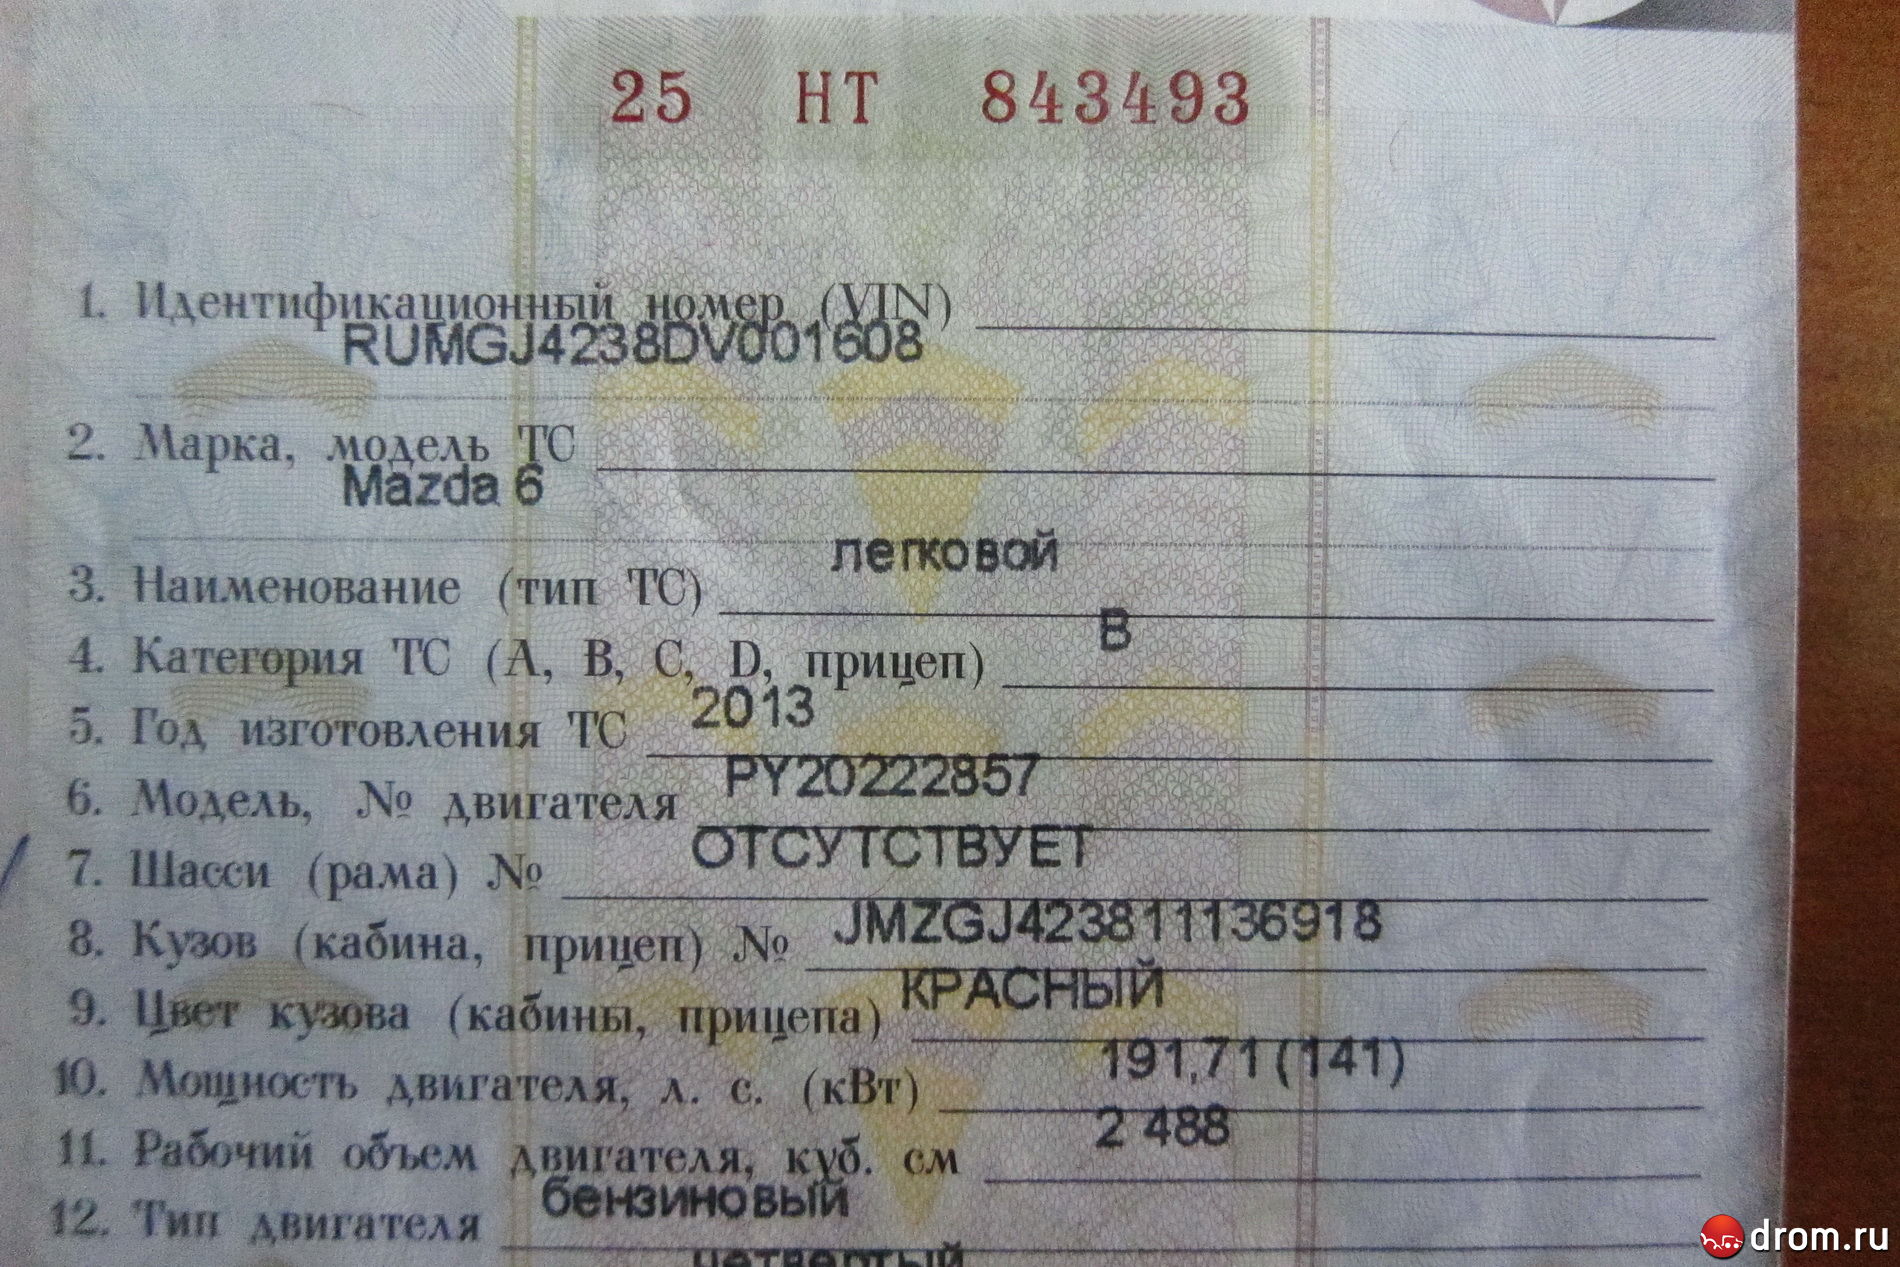 25 НТ 843493
1. Идентификационный номер (VIN)
RUMGJ4238DV001608
2. Марка, модель ТС
Mazda 6
легковой
3. Наименование (тип ТС)
В
4. Категория ТС (А, В, С, D, прицеп)
2013
5. Год изготовления ТС
PY20222857
6. Модель, № двигателя
ОТСУТСТВУЕТ
7. Шасси (рама) №
JMZGJ423811136918
8. Кузов (кабина, прицеп) №
КРАСНЫЙ
9. Цвет кузова (кабины, прицепа)
191,71 (141)
10. Мощность двигателя, л. с. (кВт)
2 488
11. Рабочий объем двигателя, куб. см
бензиновый
12. Тип двигателя
четвертый
drom.ru